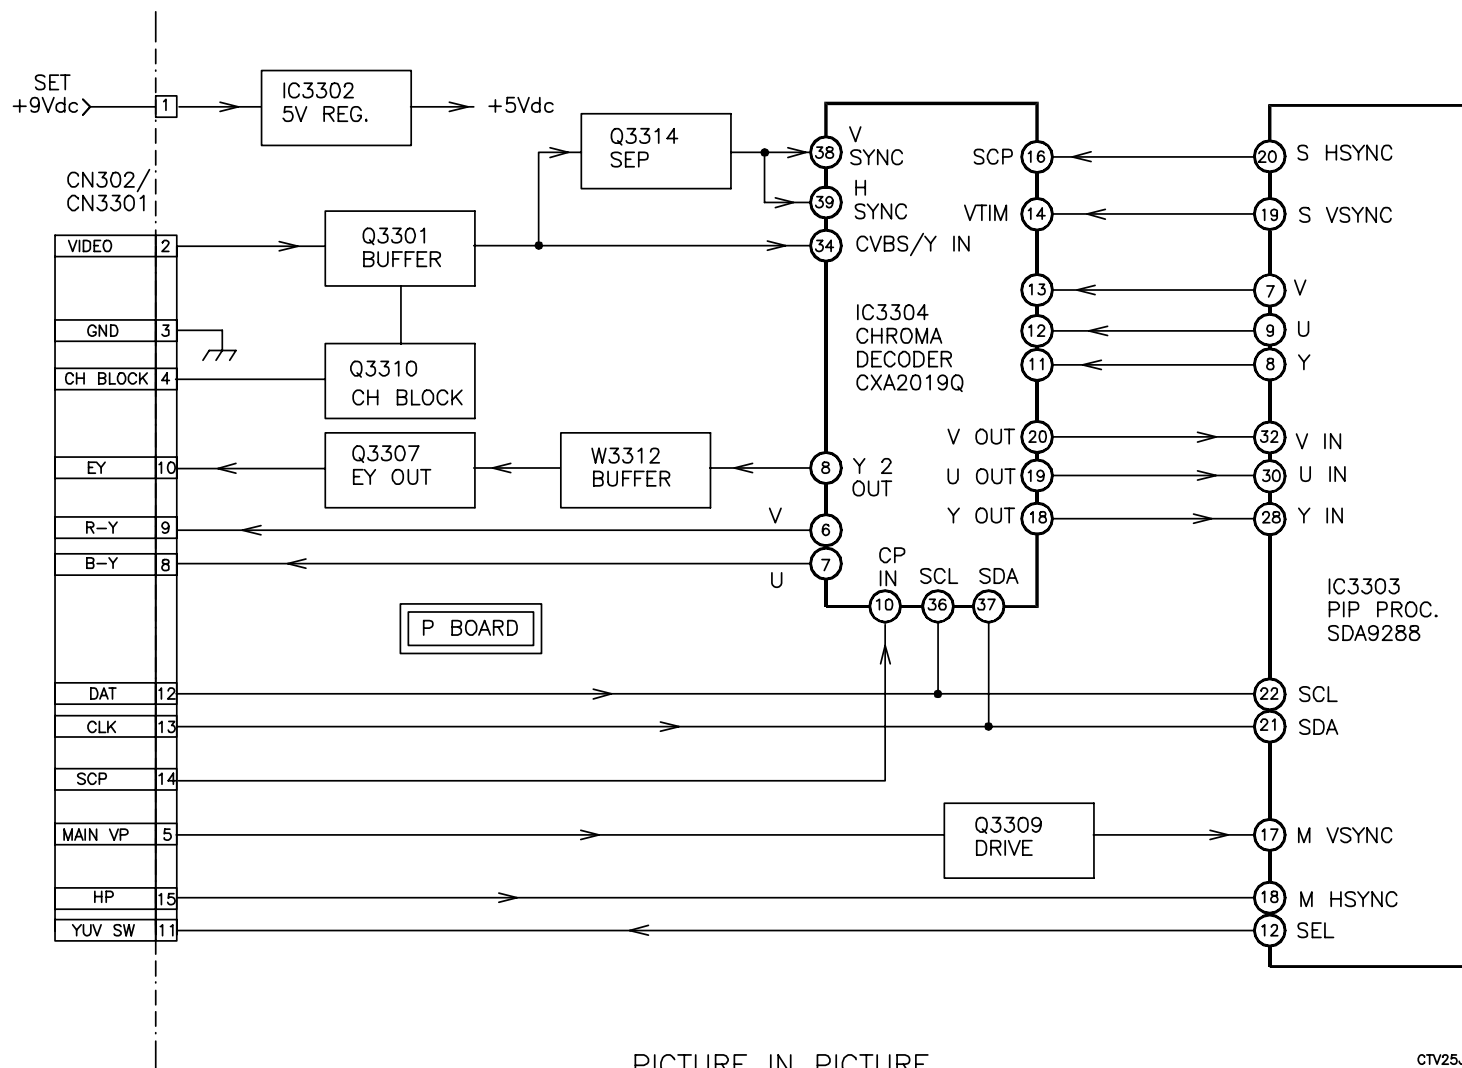 SET
+9Vdc
1
IC3302
5V REG.
+5Vdc
CN302/
CN3301
Q3314
SEP
38
V
SYNC
39
H
SYNC
SCP
16
20
S HSYNC
VTIM
14
19
S VSYNC
VIDEO
2
Q3301
BUFFER
34
CVBS/Y IN
13
7
V
GND
3
IC3304
CHROMA
DECODER
CXA2019Q
12
9
U
11
8
Y
CH BLOCK
4
Q3310
CH BLOCK
V OUT
20
32
V IN
EY
10
Q3307
EY OUT
W3312
BUFFER
8
Y 2
OUT
U OUT
19
30
U IN
Y OUT
18
28
Y IN
R-Y
9
V
6
B-Y
8
U
7
CP
IN
SCL
SDA
10
36
37
P BOARD
IC3303
PIP PROC.
SDA9288
DAT
12
22
SCL
CLK
13
21
SDA
SCP
14
MAIN VP
5
Q3309
DRIVE
17
M VSYNC
HP
15
18
M HSYNC
YUV SW
11
12
SEL
PICTURE IN PICTURE